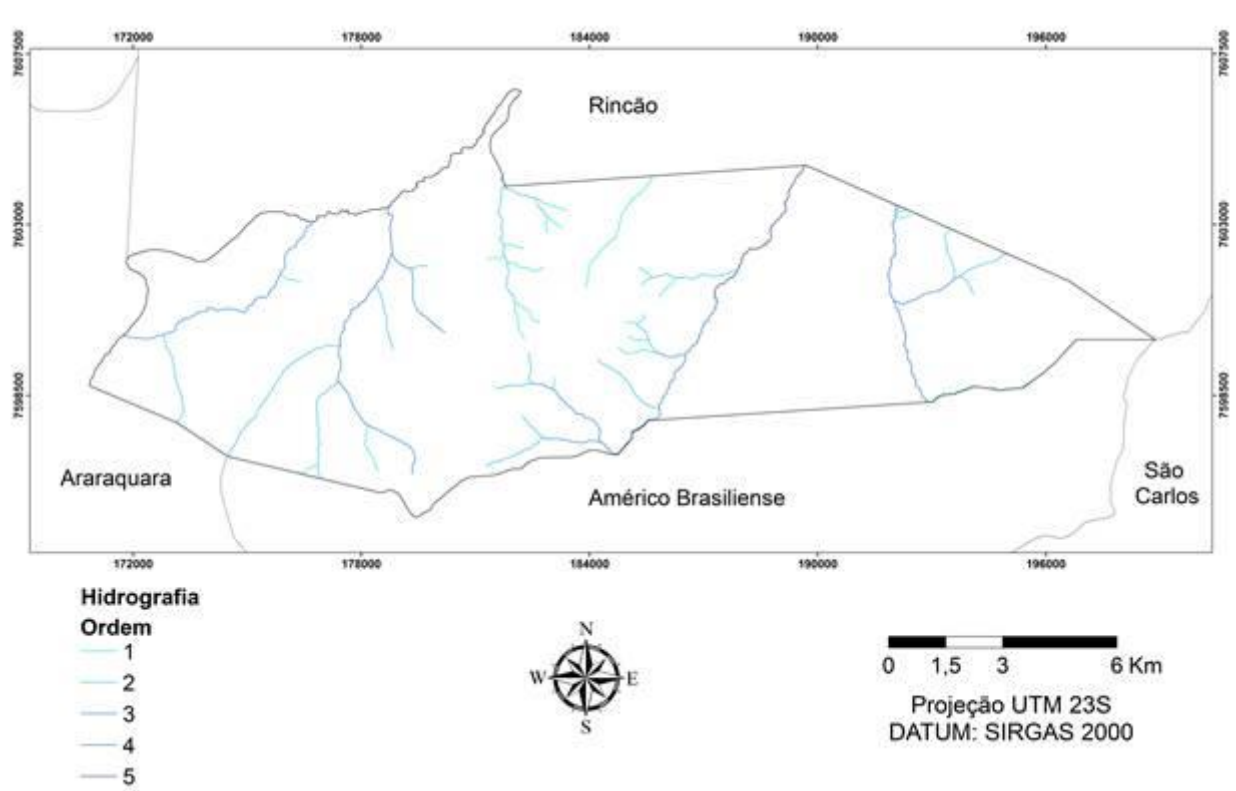 172000 178000 184000 190000 196000
7607500 7607500
Rincão
7603000 7603000
7598500 7598500
Araraquara
Américo Brasiliense
São
Carlos
172000 178000 184000 190000 196000
Hidrografia
Ordem
1
2
3
4
5
N
W E
S
0 1,5 3 6 Km
Projeção UTM 23S
DATUM: SIRGAS 2000